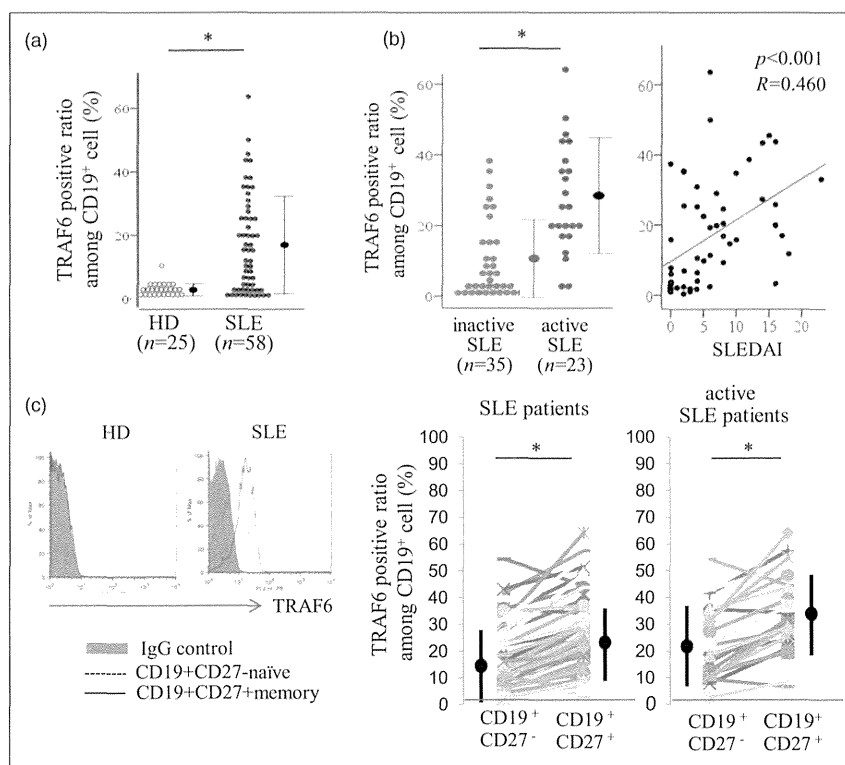 (a)
*
TRAF6 positive ratio
among CD19+ cell (%)
60
40
20
0
HD
(n=25)
SLE
(n=58)
(b)
*
TRAF6 positive ratio
among CD19+ cell (%)
60
40
20
0
inactive
SLE
(n=35)
active
SLE
(n=23)
p<0.001
R=0.460
60
40
20
0
0 5 10 15 20
SLEDAI
(c)
HD
SLE
TRAF6
IgG control
CD19+CD27-naïve
CD19+CD27+memory
SLE patients
*
TRAF6 positive ratio
among CD19+ cell (%)
100
90
80
70
60
50
40
30
20
10
0
CD19+
CD27-
CD19+
CD27+
active
SLE patients
*
100
90
80
70
60
50
40
30
20
10
0
CD19+
CD27-
CD19+
CD27+